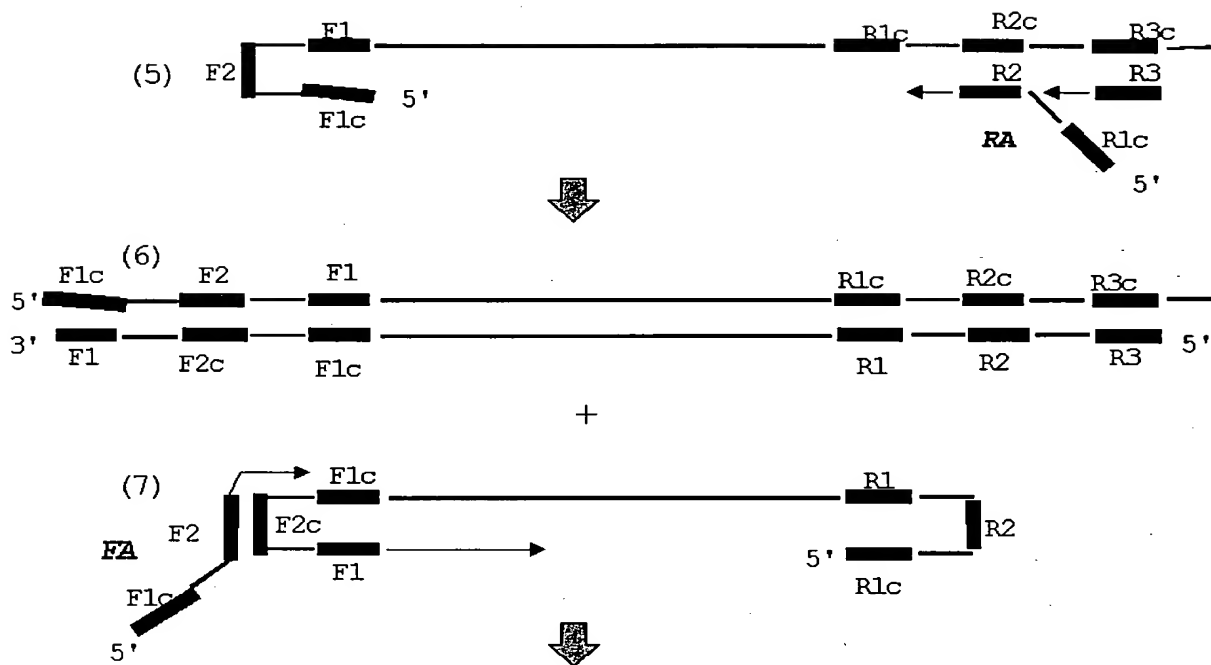 F1 R1c R2c R3c
(5) F2 R2 R3
F1c 5' RA R1c
5'
(6)
F1c F2 F1 R1c R2c R3c
5'
3' 5'
F1 F2c F1c R1 R2 R3
+
(7) F1c R1
FA F2 F2c R2
F1 5'
F1c R1c
5'